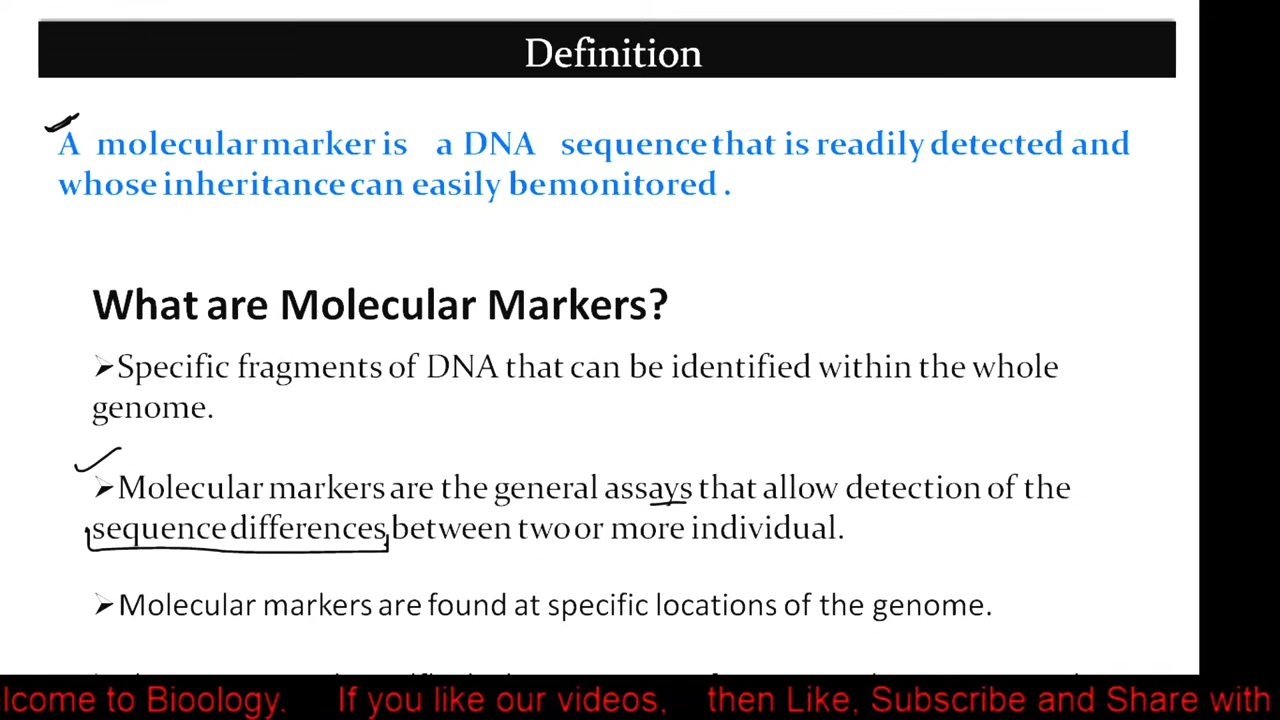 Definition
A molecular marker is a DNA sequence that is readily detected and
whose inheritance can easily bemonitored .
What are Molecular Markers?
➢Specific fragments of DNA that can be identified within the whole
genome.
➢Molecular markers are the general assays that allow detection of the
sequence differences between two or more individual.
➢Molecular markers are found at specific locations of the genome.
elcome to Bioology. If you like our videos, then Like, Subscribe and Share with